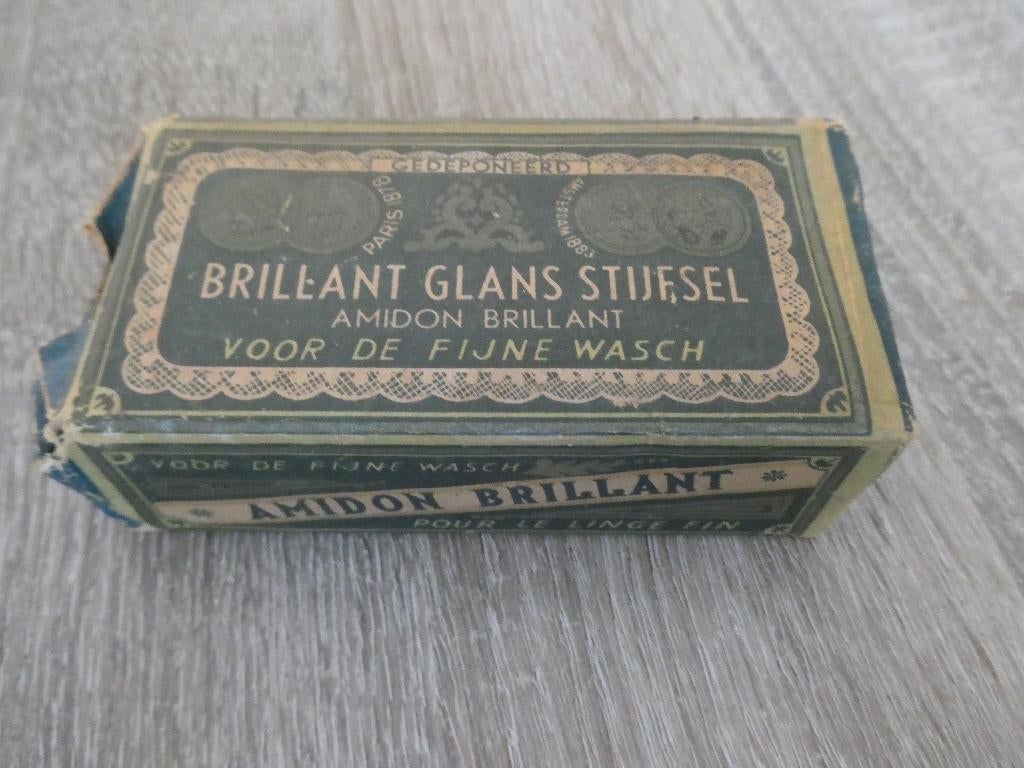 GEDEPONEERD
PARIS 1878
AMSTERDAM 1883
BRILLANT GLANS STIJFSEL
AMIDON BRILLANT
VOOR DE FIJNE WASCH
VOOR DE FIJNE WASCH
AMIDON BRILLANT
POUR LE LINGE FIN